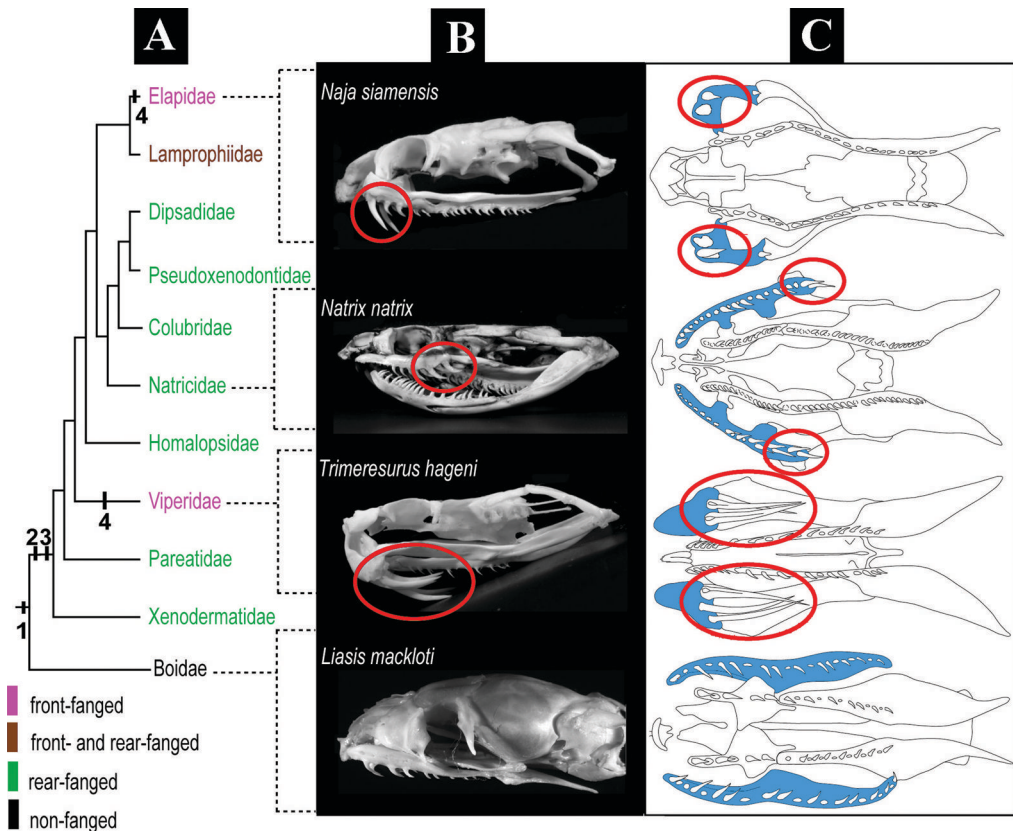 A
B
C
Elapidae
4
Lamprophiidae
Dipsadidae
Pseudoxenodontidae
Colubridae
Natricidae
Homalopsidae
Viperidae
4
23
Pareatidae
Xenodermatidae
1
Boidae
front-fanged
front- and rear-fanged
rear-fanged
non-fanged
Naja siamensis
Natrix natrix
Trimeresurus hageni
Liasis mackloti